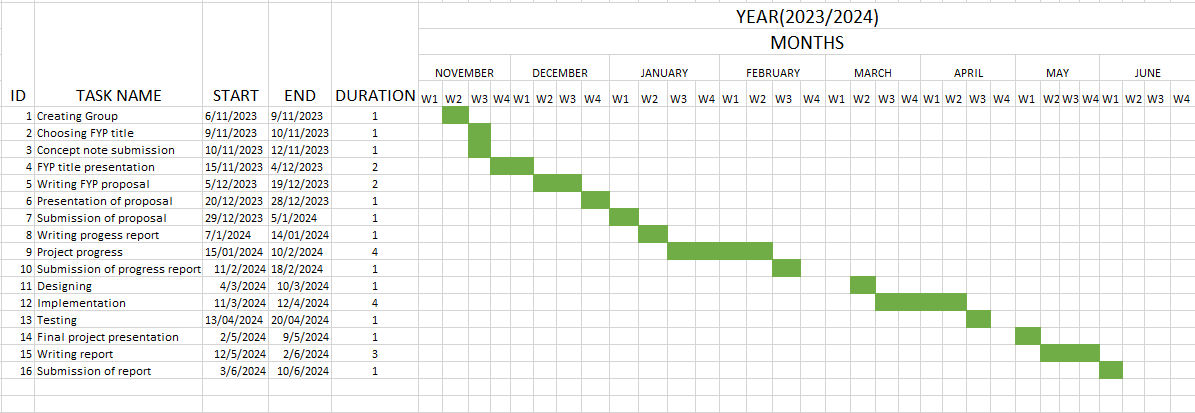 YEAR(2023/2024)
MONTHS
NOVEMBER DECEMBER JANUARY FEBRUARY MARCH APRIL MAY JUNE
ID TASK NAME START END DURATION W1 W2 W3 W4 W1 W2 W3 W4 W1 W2 W3 W4 W1 W2 W3 W4 W1 W2 W3 W4 W1 W2 W3 W4 W1 W2 W3 W4 W1 W2 W3 W4
1 Creating Group 6/11/2023 9/11/2023 1
2 Choosing FYP title 9/11/2023 10/11/2023 1
3 Concept note submission 10/11/2023 12/11/2023 1
4 FYP title presentation 15/11/2023 4/12/2023 2
5 Writing FYP proposal 5/12/2023 19/12/2023 2
6 Presentation of proposal 20/12/2023 28/12/2023 1
7 Submission of proposal 29/12/2023 5/1/2024 1
8 Writing progess report 7/1/2024 14/01/2024 1
9 Project progress 15/01/2024 10/2/2024 4
10 Submission of progress report 11/2/2024 18/2/2024 1
11 Designing 4/3/2024 10/3/2024 1
12 Implementation 11/3/2024 12/4/2024 4
13 Testing 13/04/2024 20/04/2024 1
14 Final project presentation 2/5/2024 9/5/2024 1
15 Writing report 12/5/2024 2/6/2024 3
16 Submission of report 3/6/2024 10/6/2024 1